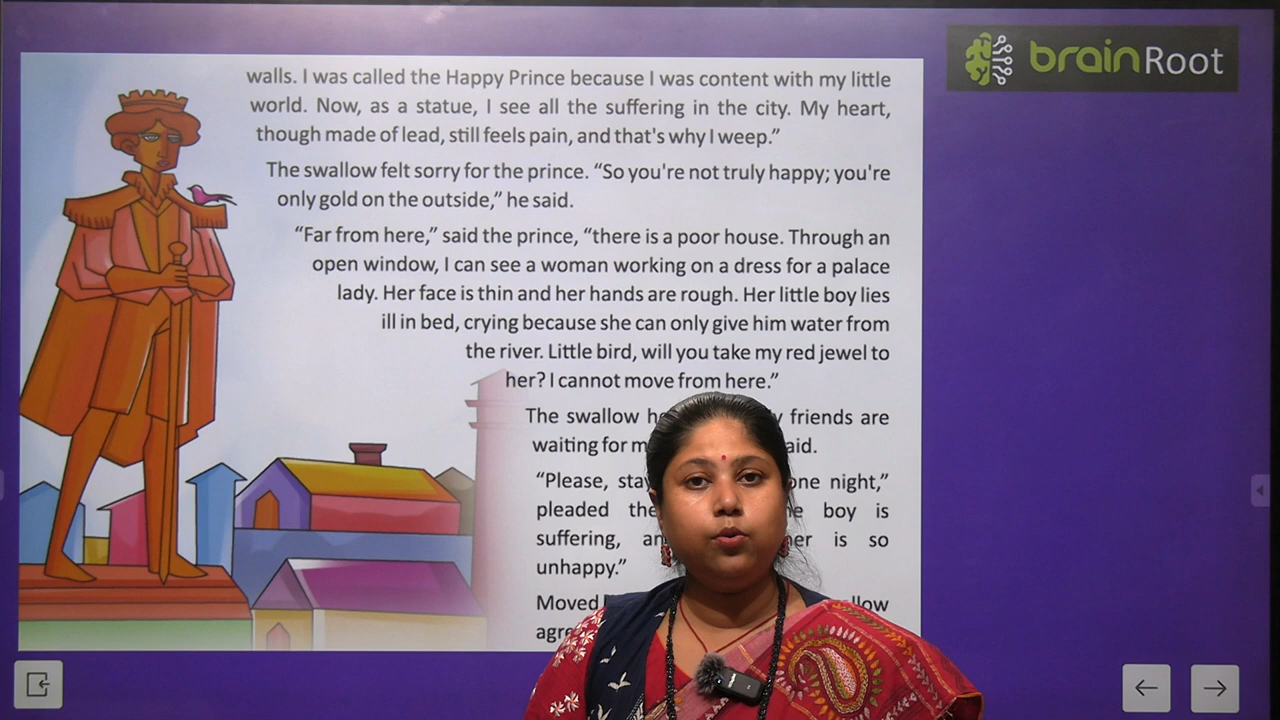 brainRoot
walls. I was called the Happy Prince because I was content with my little
world. Now, as a statue, I see all the suffering in the city. My heart,
though made of lead, still feels pain, and that's why I weep.”
The swallow felt sorry for the prince. “So you're not truly happy; you're
only gold on the outside,” he said.
“Far from here,” said the prince, “there is a poor house. Through an
open window, I can see a woman working on a dress for a palace
lady. Her face is thin and her hands are rough. Her little boy lies
ill in bed, crying because she can only give him water from
the river. Little bird, will you take my red jewel to
her? I cannot move from here.”
The swallow friends are
waiting for
“Please, one night,”
pleaded boy is
suffering, is so
unhappy.”
Moved